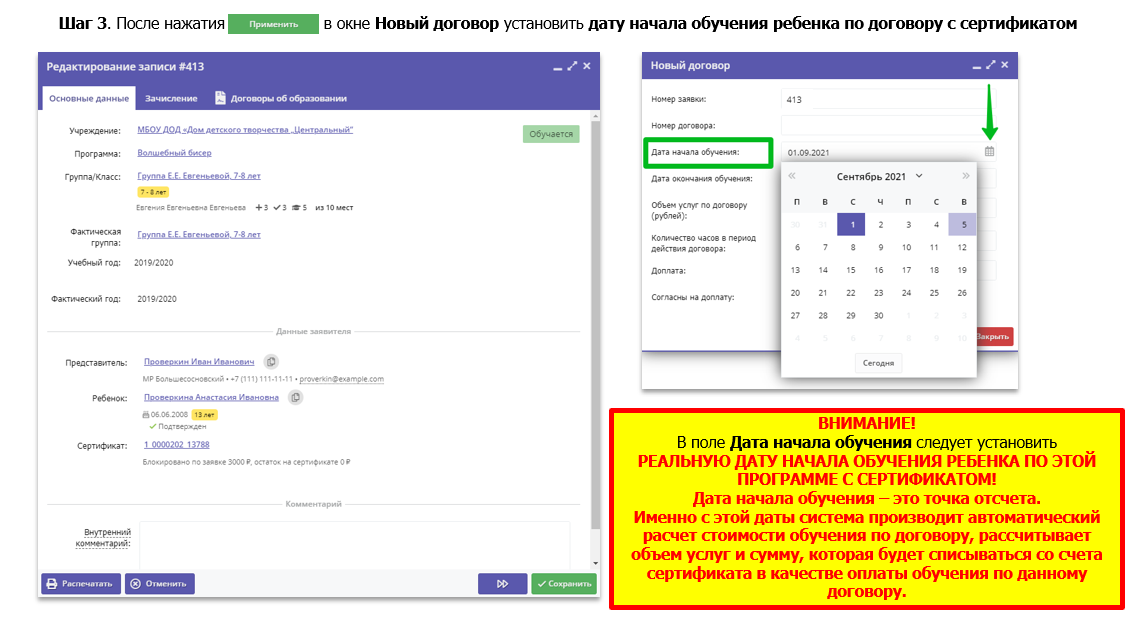 Шаг 3. После нажатия Применить в окне Новый договор установить дату начала обучения ребенка по договору с сертификатом
Редактирование записи #413
Основные данные Зачисление Договоры об образовании
Учреждение: МБОУ ДОД «Дом детского творчества „Центральный" Обучается
Программа: Волшебный бисер
Группа/Класс: Группа Е.Е. Евгеньевой, 7-8 лет
7 - 8 лет
Евгения Евгеньевна Евгеньева + 3 ✓ 3 5 из 10 мест
Фактическая группа: Группа Е.Е. Евгеньевой, 7-8 лет
Учебный год: 2019/2020
Фактический год: 2019/2020
Данные заявителя
Представитель: Проверкин Иван Иванович
МР Большесосновский • +7 (111) 111-11-11 • proverkin@example.com
Ребенок: Проверкина Анастасия Ивановна
06.06.2008 13 лет
✓ Подтвержден
Сертификат: 1 0000202 13788
Блокировано по заявке 3000 ₽, остаток на сертификате 0 ₽
Комментарий
Внутренний
комментарий:
Распечатать Отменить Сохранить
Новый договор
Номер заявки: 413
Номер договора:
Дата начала обучения: 01.09.2021
Дата окончания обучения:
Объем услуг по договору
(рублей):
Количество часов в период
действия договора:
Доплата:
Согласны на доплату:
« Сентябрь 2021 »
П В С Ч П С В
30 31 1 2 3 4 5
6 7 8 9 10 11 12
13 14 15 16 17 18 19
20 21 22 23 24 25 26
27 28 29 30 1 2 3
4 5 6 7 8 9 10
Сегодня
Закрыть
ВНИМАНИЕ!
В поле Дата начала обучения следует установить
РЕАЛЬНУЮ ДАТУ НАЧАЛА ОБУЧЕНИЯ РЕБЕНКА ПО ЭТОЙ
ПРОГРАММЕ С СЕРТИФИКАТОМ!
Дата начала обучения – это точка отсчета.
Именно с этой даты система производит автоматический
расчет стоимости обучения по договору, рассчитывает
объем услуг и сумму, которая будет списываться со счета
сертификата в качестве оплаты обучения по данному
договору.